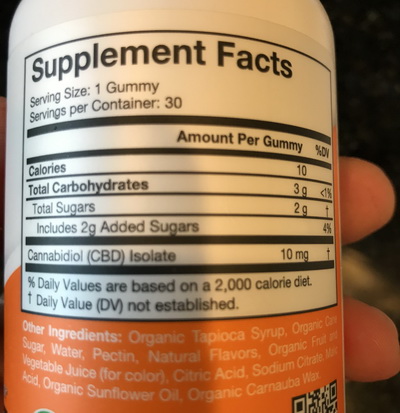 Supplement Facts
Serving Size: 1 Gummy
Servings per Container: 30
Amount Per Gummy %DV
Calories 10
Total Carbohydrates 3 g <1%
Total Sugars 2 g †
Includes 2g Added Sugars 4%
Cannabidiol (CBD) Isolate 10 mg †
% Daily Values are based on a 2,000 calorie diet.
† Daily Value (DV) not established.
Other Ingredients: Organic Tapioca Syrup, Organic Cane
Sugar, Water, Pectin, Natural Flavors, Organic Fruit and
Vegetable Juice (for color), Citric Acid, Sodium Citrate, Malic
Acid, Organic Sunflower Oil, Organic Carnauba Wax.